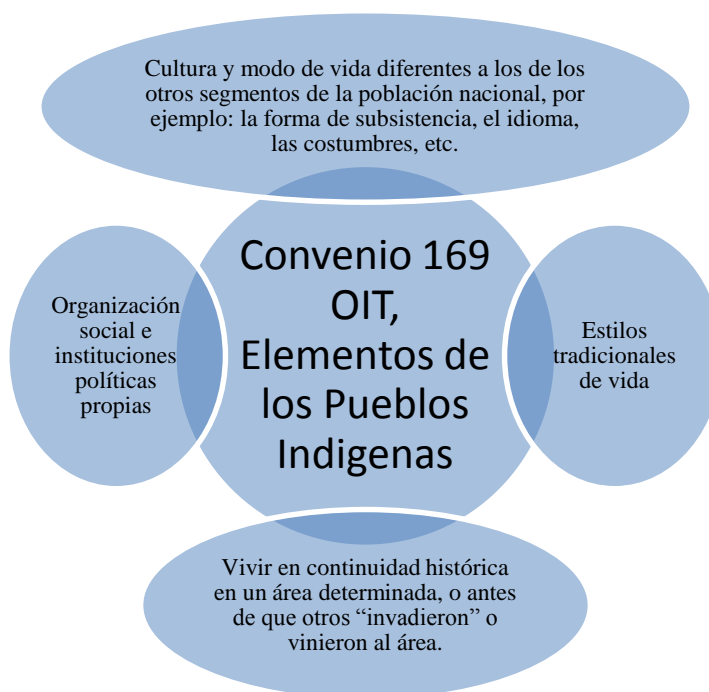 Cultura y modo de vida diferentes a los de los
otros segmentos de la población nacional, por
ejemplo: la forma de subsistencia, el idioma,
las costumbres, etc.
Organización
social e
instituciones
políticas
propias
Convenio 169
OIT,
Elementos de
los Pueblos
Indigenas
Estilos
tradicionales
de vida
Vivir en continuidad histórica
en un área determinada, o antes
de que otros “invadieron” o
vinieron al área.